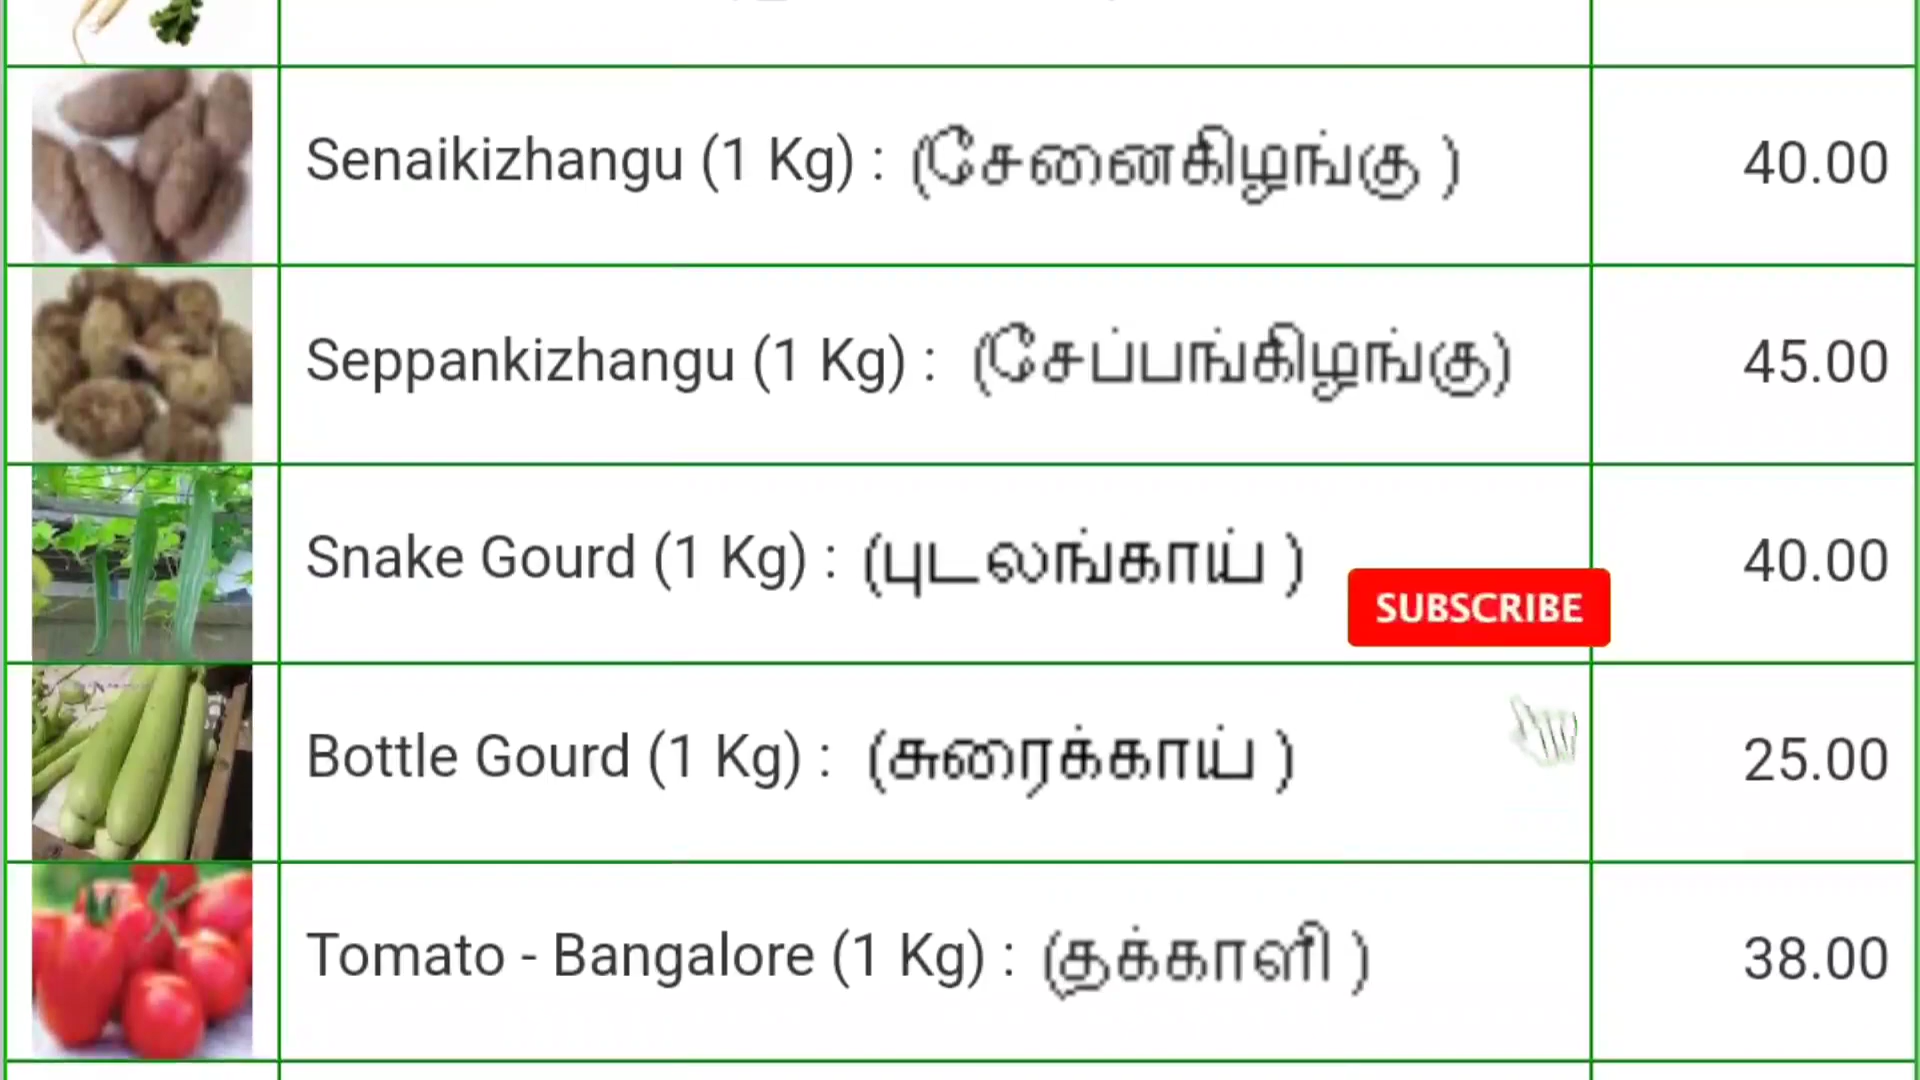 Senaikizhangu (1 Kg) : (சேனைகிழங்கு ) 40.00
Seppankizhangu (1 Kg) : (சேப்பங்கிழங்கு) 45.00
Snake Gourd (1 Kg) : (புடலங்காய் ) 40.00
SUBSCRIBE
Bottle Gourd (1 Kg) : (சுரைக்காய் ) 25.00
Tomato - Bangalore (1 Kg) : (தக்காளி ) 38.00